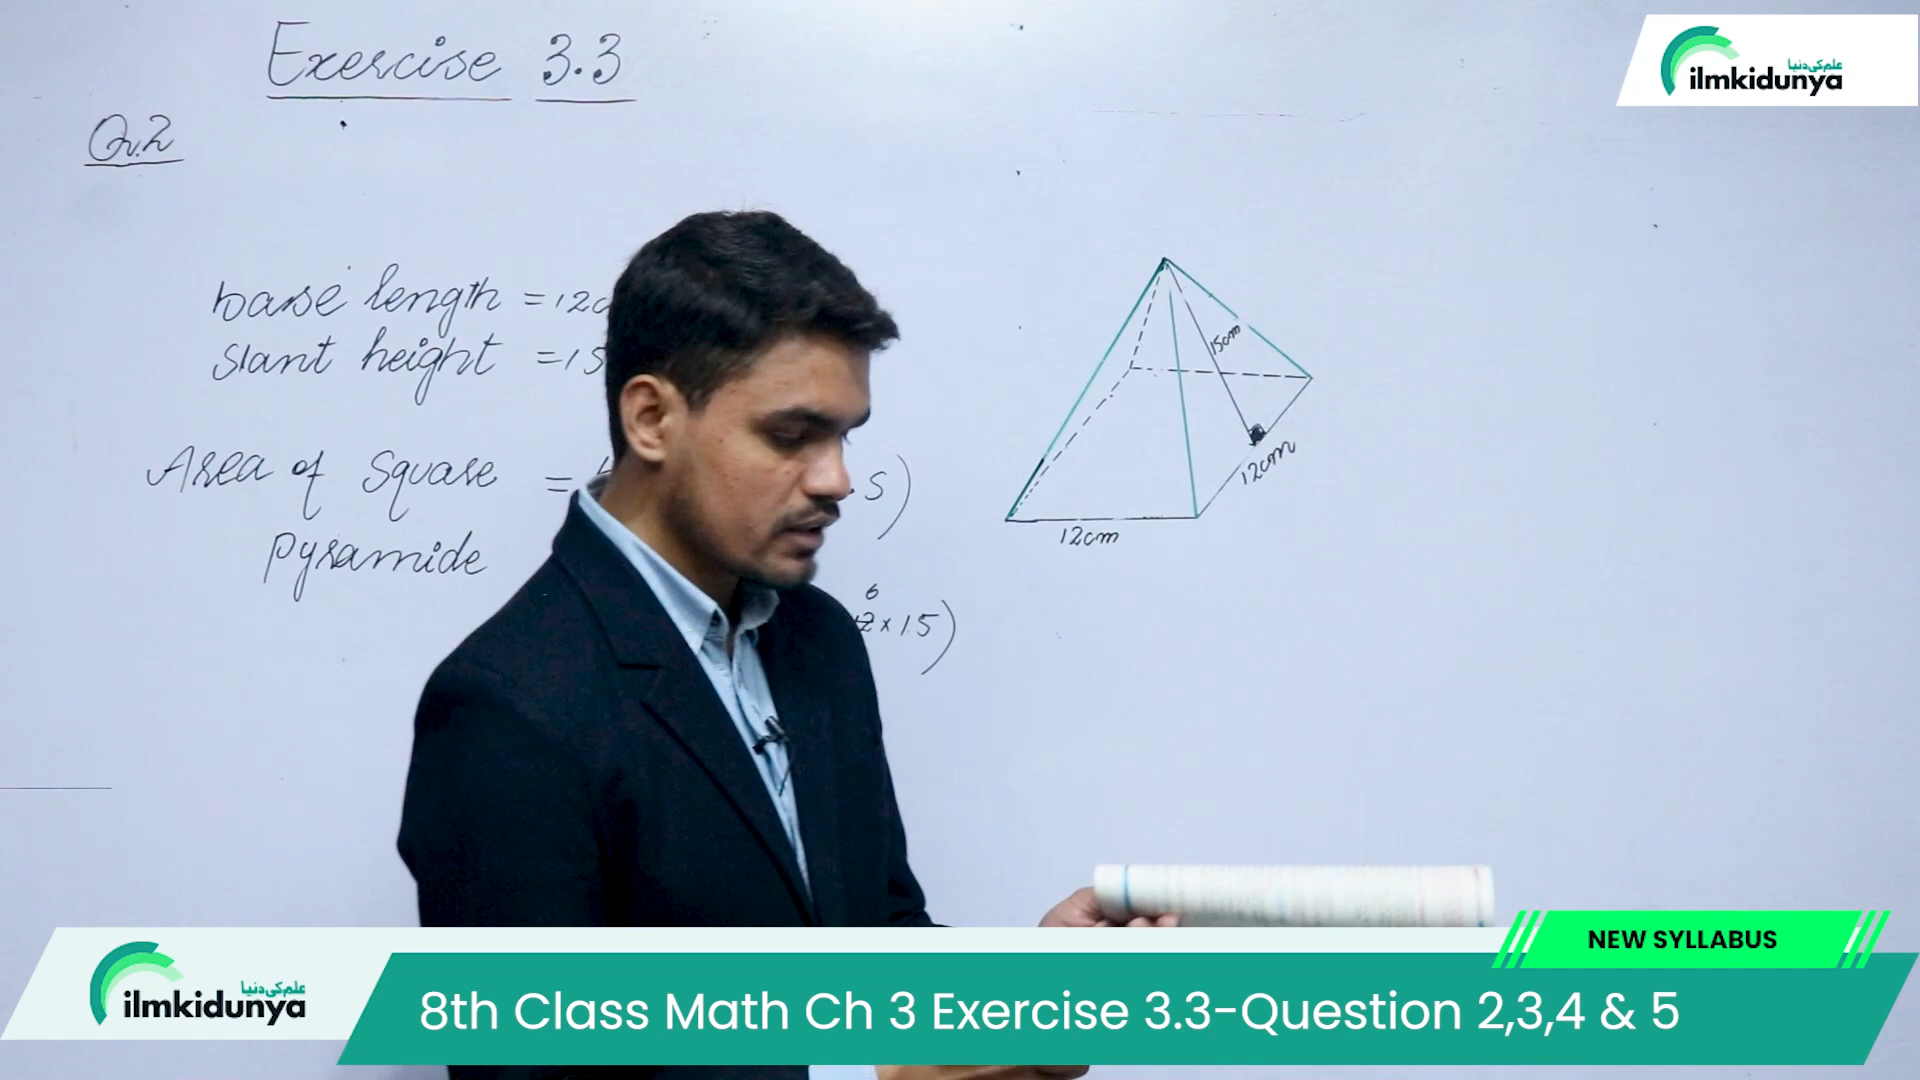 Exercise 3.3
علم کی دنیا
ilmkidunya
Q.2
base length = 12c
Slant height = 15
15cm
12cm
12cm
Area of Square = . S)
Pyramide
6
12 × 15)
NEW SYLLABUS
علم کی دنیا
ilmkidunya
8th Class Math Ch 3 Exercise 3.3-Question 2,3,4 & 5